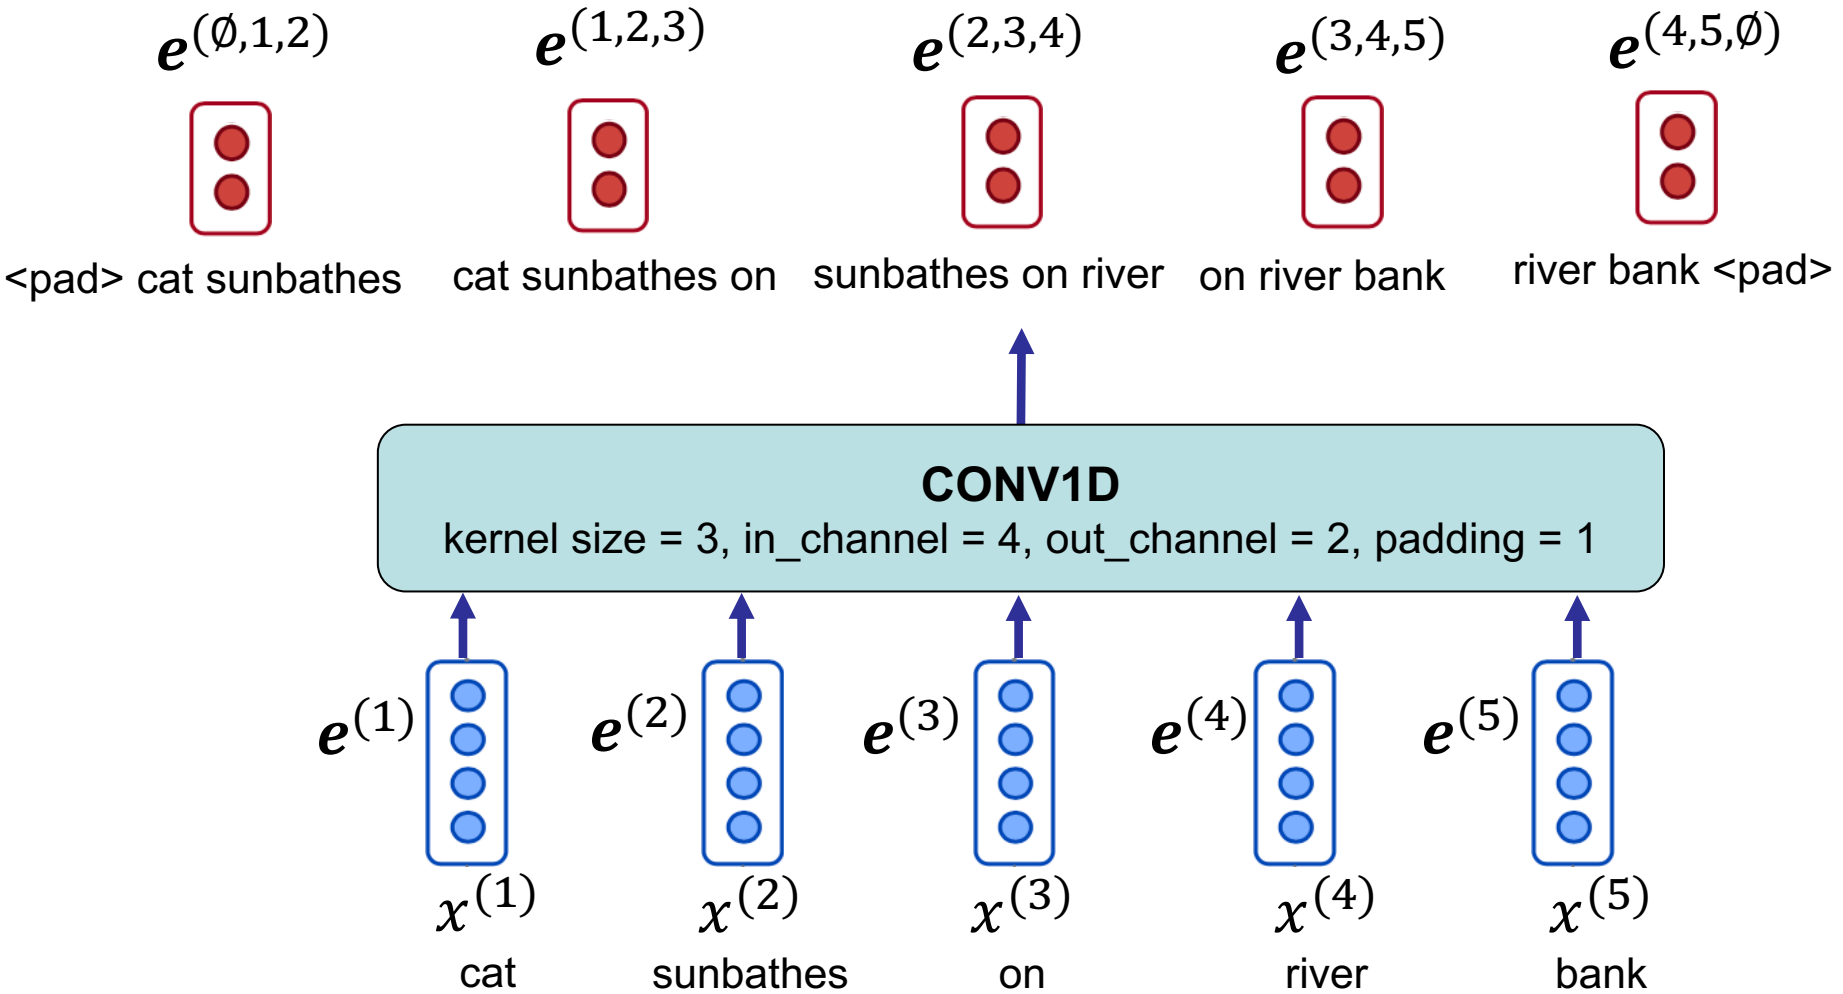 e^(∅,1,2) e^(1,2,3) e^(2,3,4) e^(3,4,5) e^(4,5,∅)
<pad> cat sunbathes cat sunbathes on sunbathes on river on river bank river bank <pad>
CONV1D
kernel size = 3, in_channel = 4, out_channel = 2, padding = 1
e^(1) e^(2) e^(3) e^(4) e^(5)
x^(1) x^(2) x^(3) x^(4) x^(5)
cat sunbathes on river bank